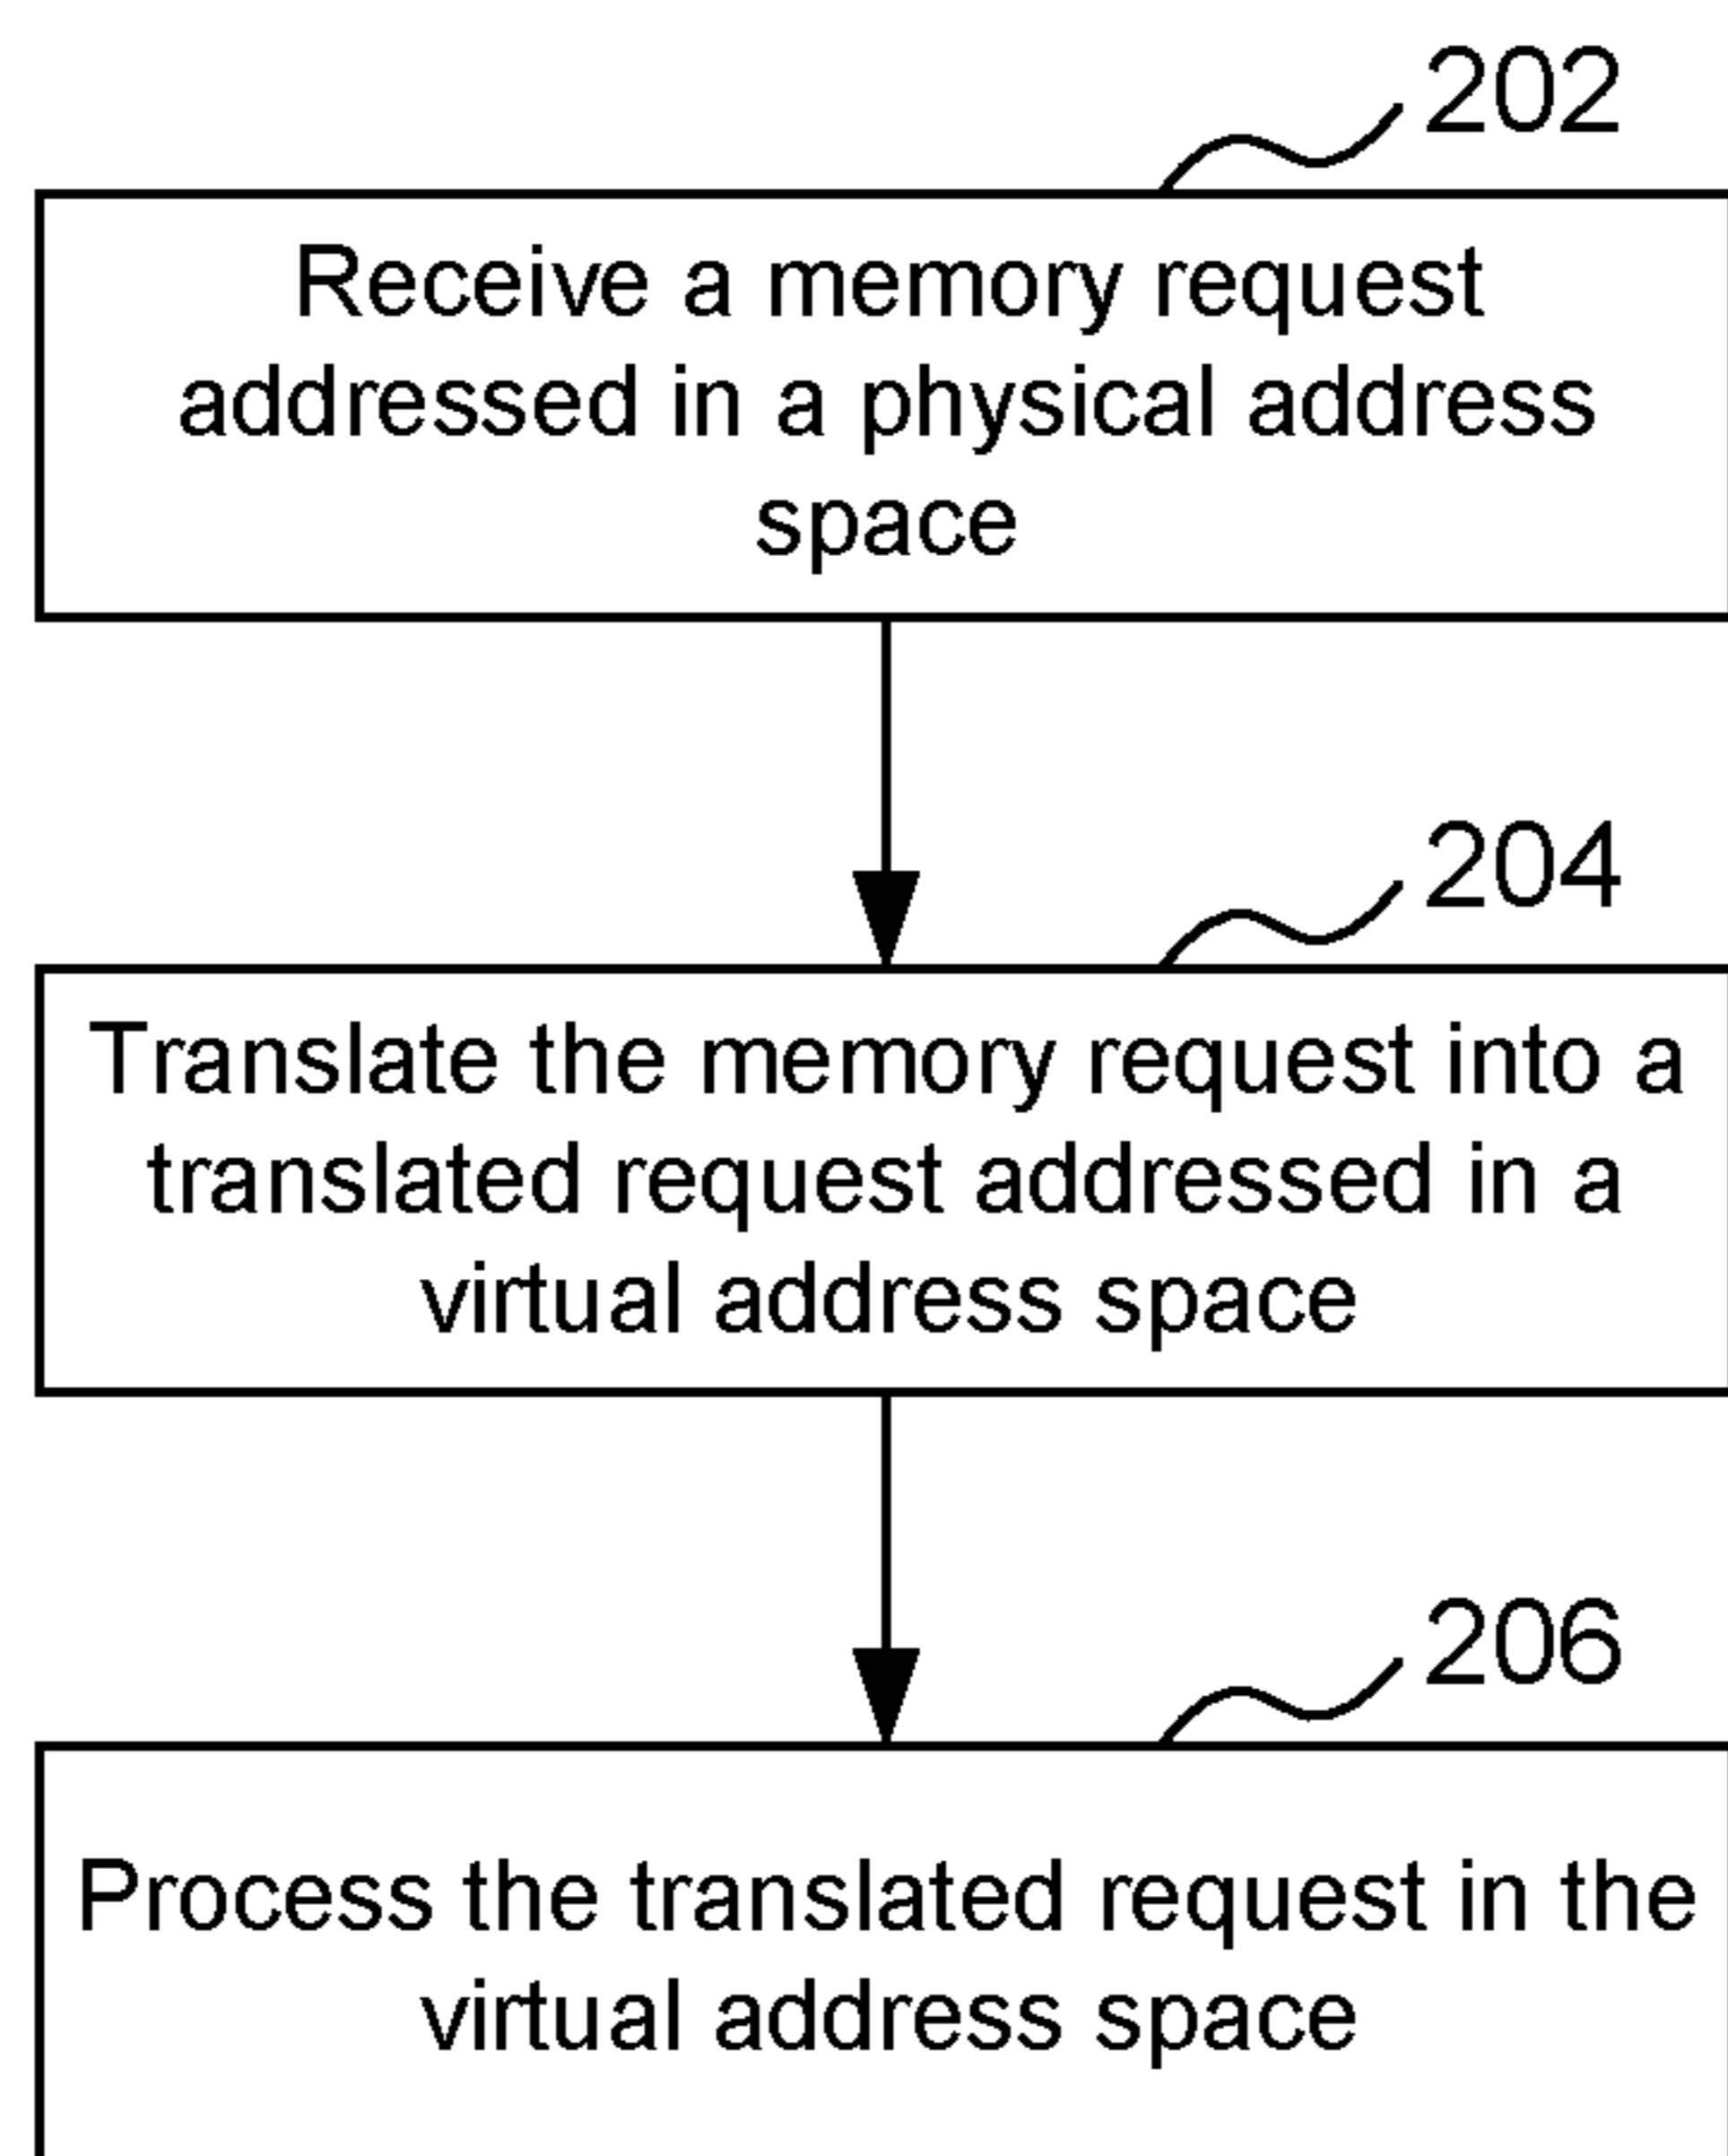 202
Receive a memory request
addressed in a physical address
space
204
Translate the memory request into a
translated request addressed in a
virtual address space
206
Process the translated request in the
virtual address space